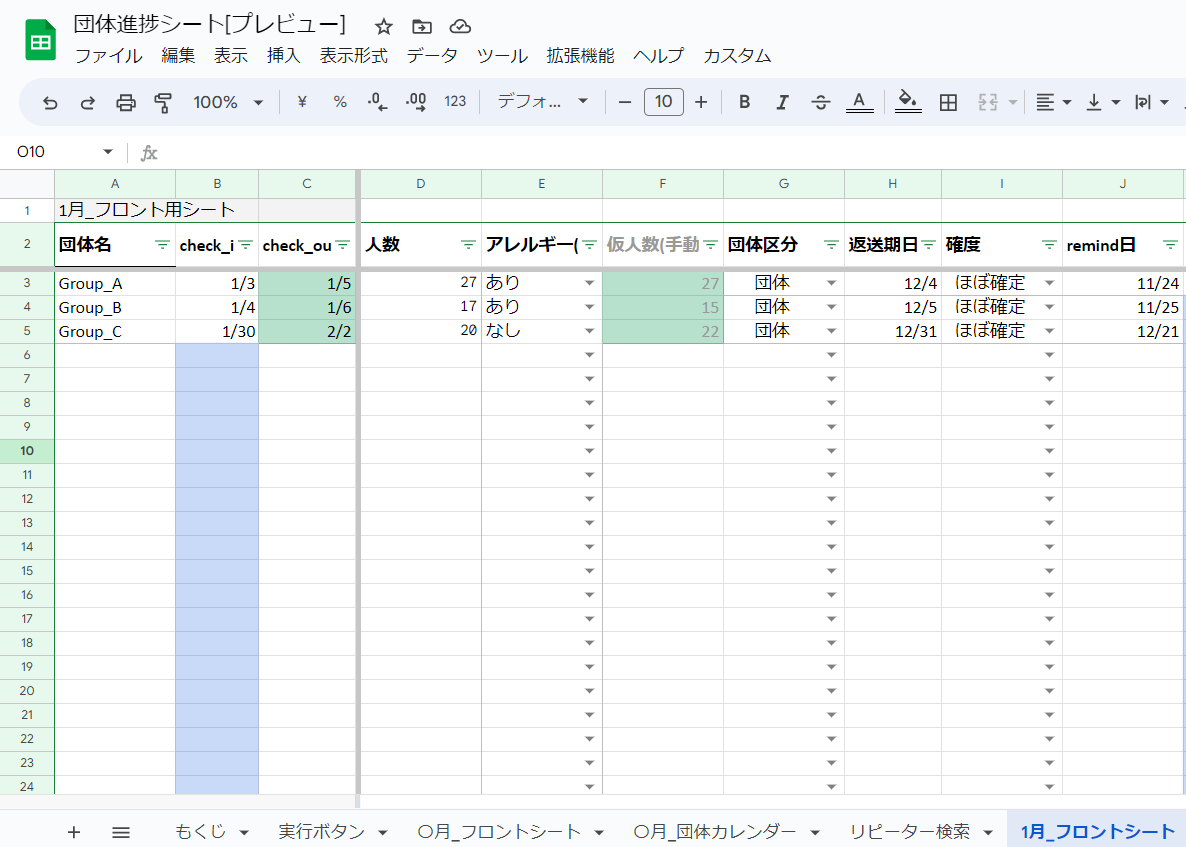 団体進捗シート[プレビュー]
ファイル 編集 表示 挿入 表示形式 データ ツール 拡張機能 ヘルプ カスタム
100% ¥ % .0 .00 123 デフォ... − 10 + B I S A
O10 fx
A B C D E F G H I J
1 1月_フロント用シート
2 団体名 check_i check_ou 人数 アレルギー( 仮人数(手動 団体区分 返送期日 確度 remind日
3 Group_A 1/3 1/5 27 あり 27 団体 12/4 ほぼ確定 11/24
4 Group_B 1/4 1/6 17 あり 15 団体 12/5 ほぼ確定 11/25
5 Group_C 1/30 2/2 20 なし 22 団体 12/31 ほぼ確定 12/21
6
7
8
9
10
11
12
13
14
15
16
17
18
19
20
21
22
23
24
+ もくじ 実行ボタン 〇月_フロントシート 〇月_団体カレンダー リピーター検索 1月_フロントシート